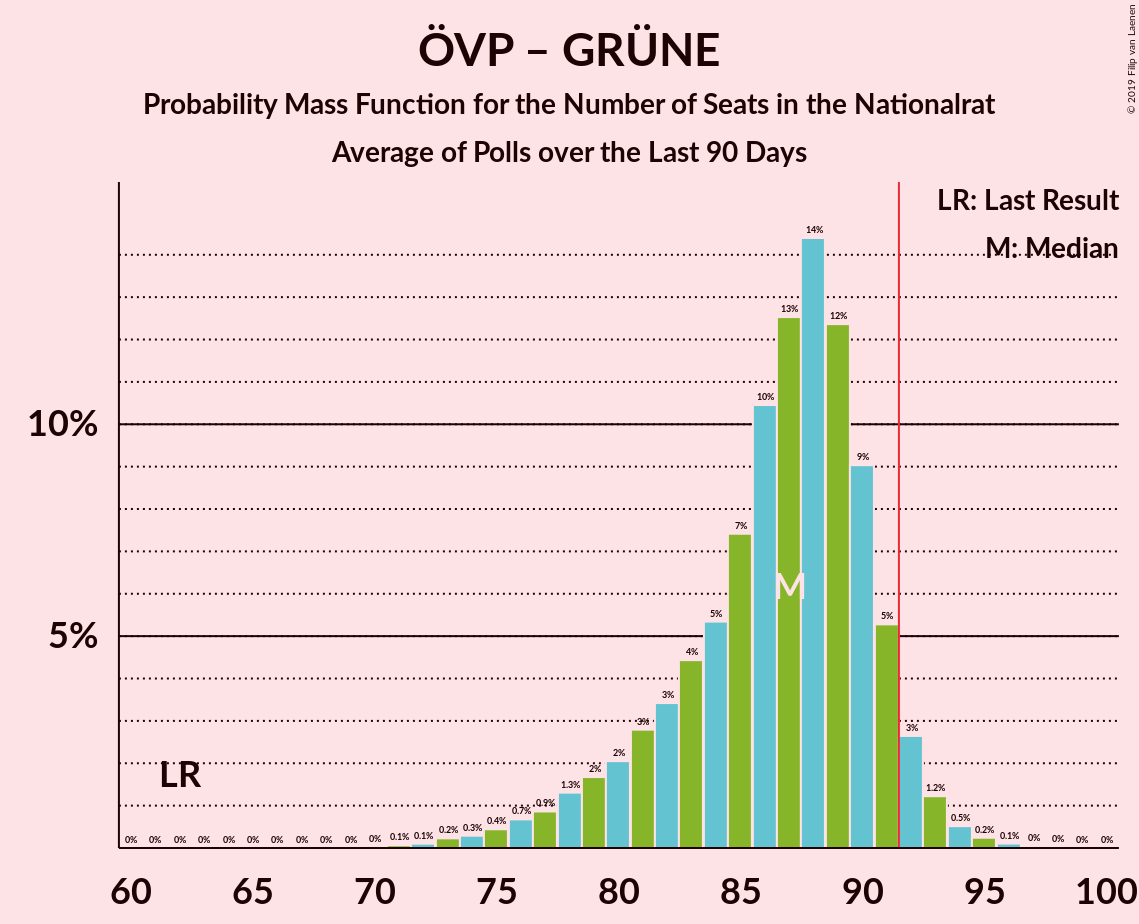 ÖVP – GRÜNE
Probability Mass Function for the Number of Seats in the Nationalrat
Average of Polls over the Last 90 Days
© 2019 Filip van Laenen
LR: Last Result
M: Median
10%
5%
0% 0% 0% 0% 0% 0% 0% 0% 0% 0% 0% 0.1% 0.1% 0.2% 0.3% 0.4% 0.7% 0.9% 1.3% 2% 2% 3% 3% 4% 5% 7% 10% 13% 14% 12% 9% 5% 3% 1.2% 0.5% 0.2% 0.1% 0% 0% 0% 0%
M
LR
60 65 70 75 80 85 90 95 100